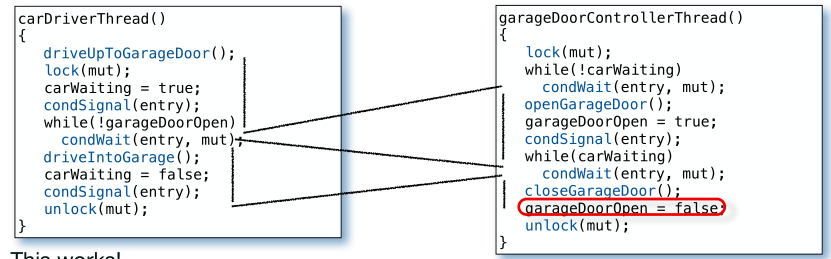 carDriverThread()
{
driveUpToGarageDoor();
lock(mut);
carWaiting = true;
condSignal(entry);
while(!garageDoorOpen)
condWait(entry, mut);
driveIntoGarage();
carWaiting = false;
condSignal(entry);
unlock(mut);
}
This works!
garageDoorControllerThread()
{
lock(mut);
while(!carWaiting)
condWait(entry, mut);
openGarageDoor();
garageDoorOpen = true;
condSignal(entry);
while(carWaiting)
condWait(entry, mut);
closeGarageDoor();
garageDoorOpen = false;
unlock(mut);
}